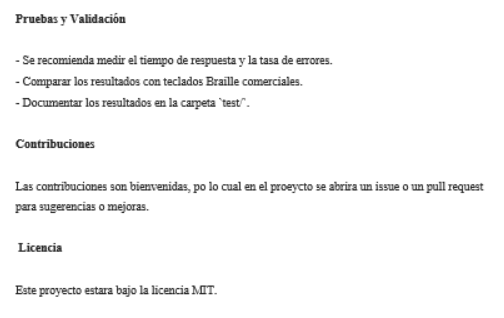 Pruebas y Validación
- Se recomienda medir el tiempo de respuesta y la tasa de errores.
- Comparar los resultados con teclados Braille comerciales.
- Documentar los resultados en la carpeta `test/`.
Contribuciones
Las contribuciones son bienvenidas, po lo cual en el proeycto se abrira un issue o un pull request
para sugerencias o mejoras.
Licencia
Este proyecto estara bajo la licencia MIT.